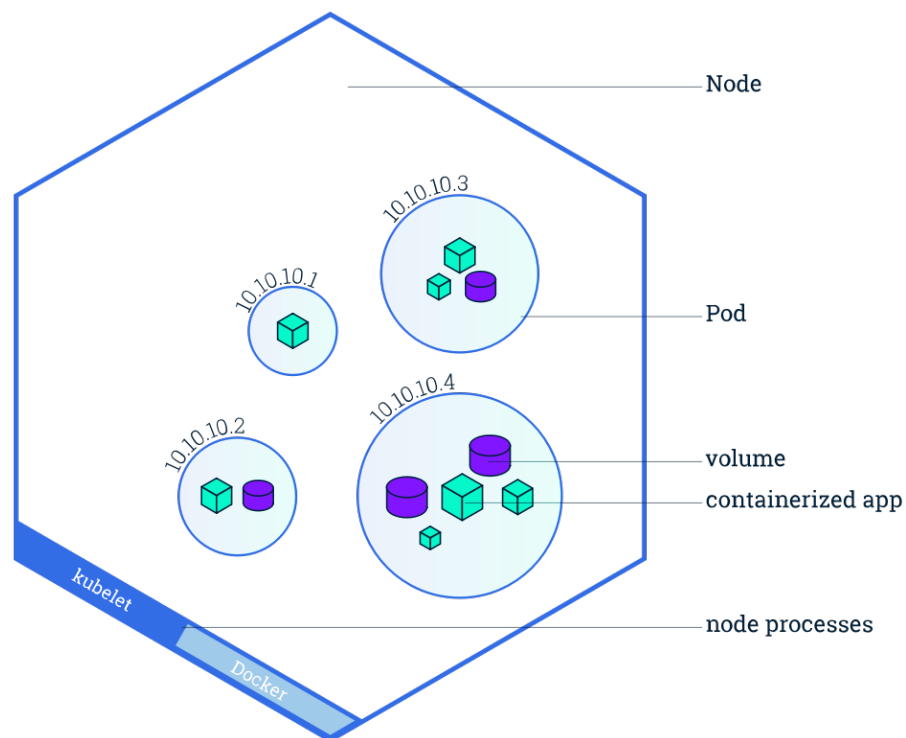 Node
10.10.10.3
10.10.10.1
Pod
10.10.10.4
10.10.10.2
volume
containerized app
kubelet
node processes
Docker